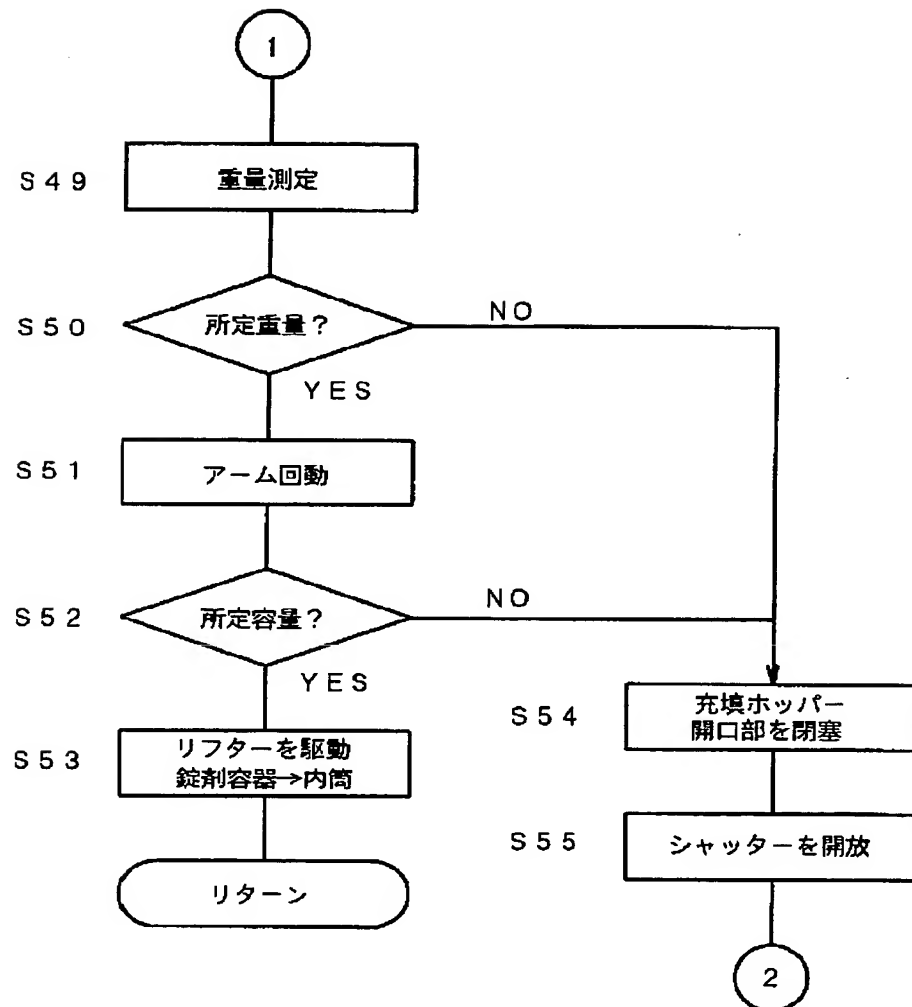 1
S49 重量測定
S50 所定重量? NO
YES
S51 アーム回動
S52 所定容量? NO
YES
S53 リフターを駆動
錠剤容器→内筒
リターン
S54 充填ホッパー
開口部を閉塞
S55 シャッターを開放
2